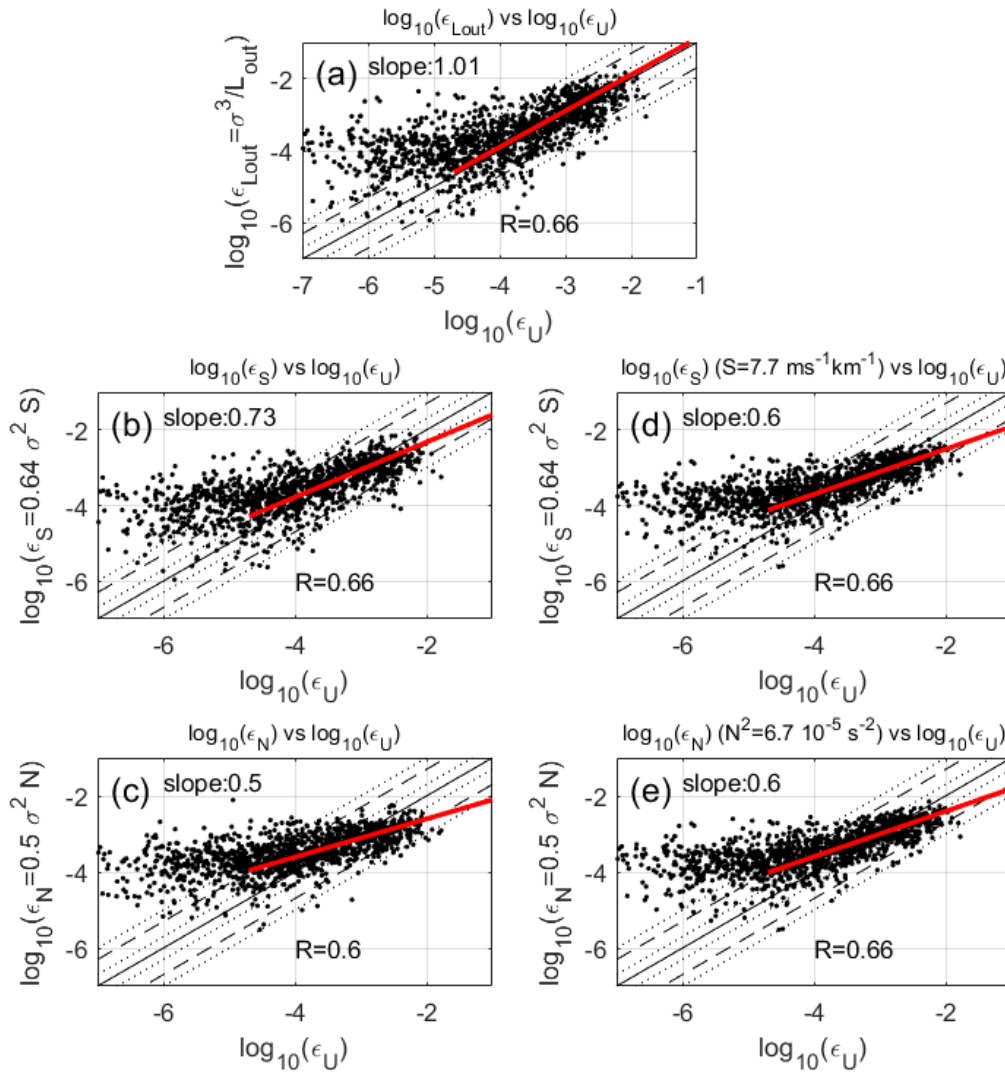 log10(ϵLout) vs log10(ϵU)
(a) slope:1.01
R=0.66
log10(ϵLout=σ^3/Lout)
-2
-4
-6
-7 -6 -5 -4 -3 -2 -1
log10(ϵU)
log10(ϵS) vs log10(ϵU)
(b) slope:0.73
R=0.66
log10(ϵS=0.64 σ^2 S)
-2
-4
-6
-6 -4 -2
log10(ϵU)
log10(ϵS) (S=7.7 ms^-1km^-1) vs log10(ϵU)
(d) slope:0.6
R=0.66
log10(ϵS=0.64 σ^2 S)
-2
-4
-6
-6 -4 -2
log10(ϵU)
log10(ϵN) vs log10(ϵU)
(c) slope:0.5
R=0.6
log10(ϵN=0.5 σ^2 N)
-2
-4
-6
-6 -4 -2
log10(ϵU)
log10(ϵN) (N^2=6.7 10^-5 s^-2) vs log10(ϵU)
(e) slope:0.6
R=0.66
log10(ϵN=0.5 σ^2 N)
-2
-4
-6
-6 -4 -2
log10(ϵU)